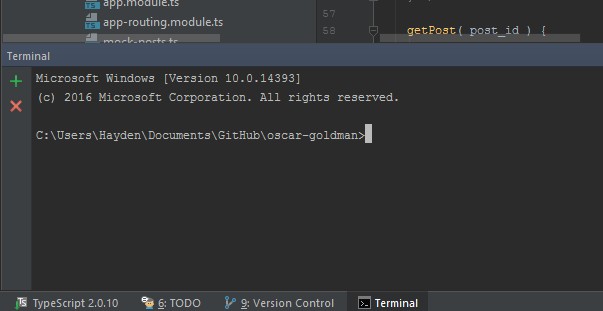 app.module.ts
57
app-routing.module.ts
58
getPost( post_id ) {
mock-posts.ts
Terminal
Microsoft Windows [Version 10.0.14393]
(c) 2016 Microsoft Corporation. All rights reserved.
C:\Users\Hayden\Documents\GitHub\oscar-goldman>
TypeScript 2.0.10
6: TODO
9: Version Control
Terminal